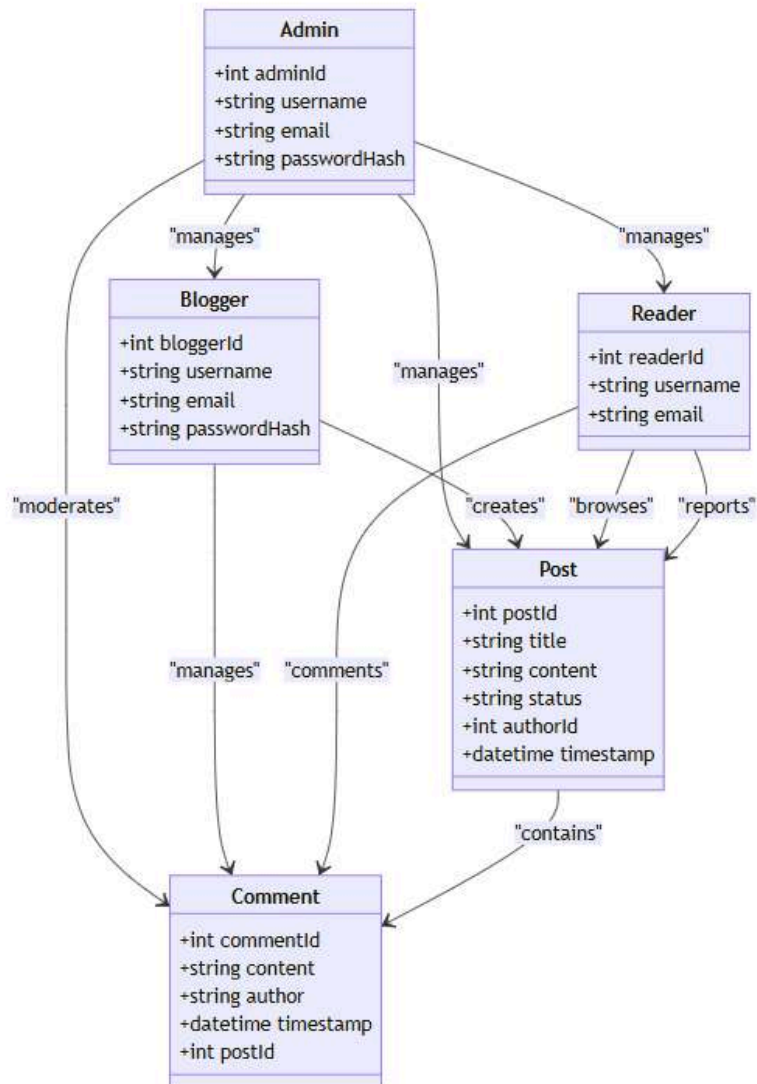 Admin
+int adminId
+string username
+string email
+string passwordHash
"manages"
"manages"
Blogger
+int bloggerId
+string username
+string email
+string passwordHash
Reader
+int readerId
+string username
+string email
"manages"
"moderates"
"creates"
"browses"
"reports"
Post
+int postId
+string title
+string content
+string status
+int authorId
+datetime timestamp
"manages"
"comments"
"contains"
Comment
+int commentId
+string content
+string author
+datetime timestamp
+int postId